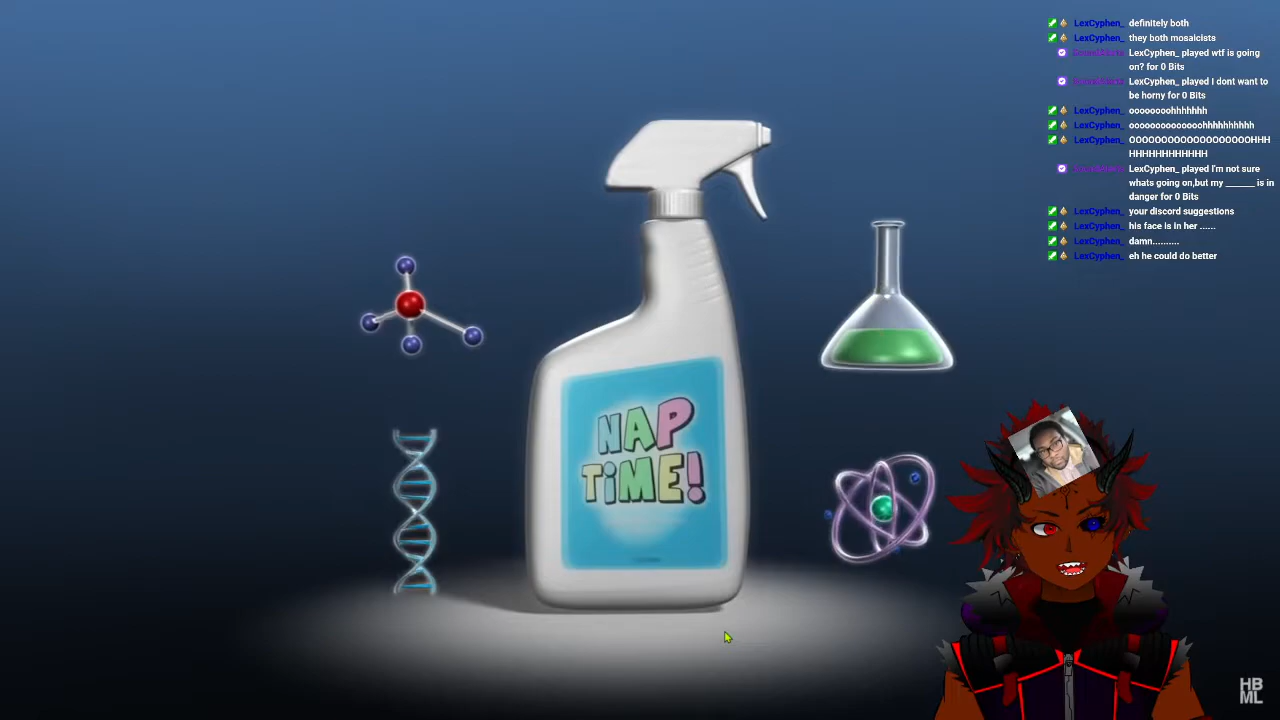 LexCyphen_ definitely both
LexCyphen_ they both mosaicists
LexCyphen_ played wtf is going
on? for 0 Bits
LexCyphen_ played I dont want to
be horny for 0 Bits
LexCyphen_ oooooooohhhhhhh
LexCyphen_ ooooooooooooohhhhhhhhhh
LexCyphen_ OOOOOOOOOOOOOOOOOOOHHH
HHHHHHHHHHHHH
LexCyphen_ played I'm not sure
whats going on,but my ______ is in
danger for 0 Bits
LexCyphen_ your discord suggestions
LexCyphen_ his face is in her ......
LexCyphen_ damn..........
LexCyphen_ eh he could do better
NAP
TiME!
HB
ML